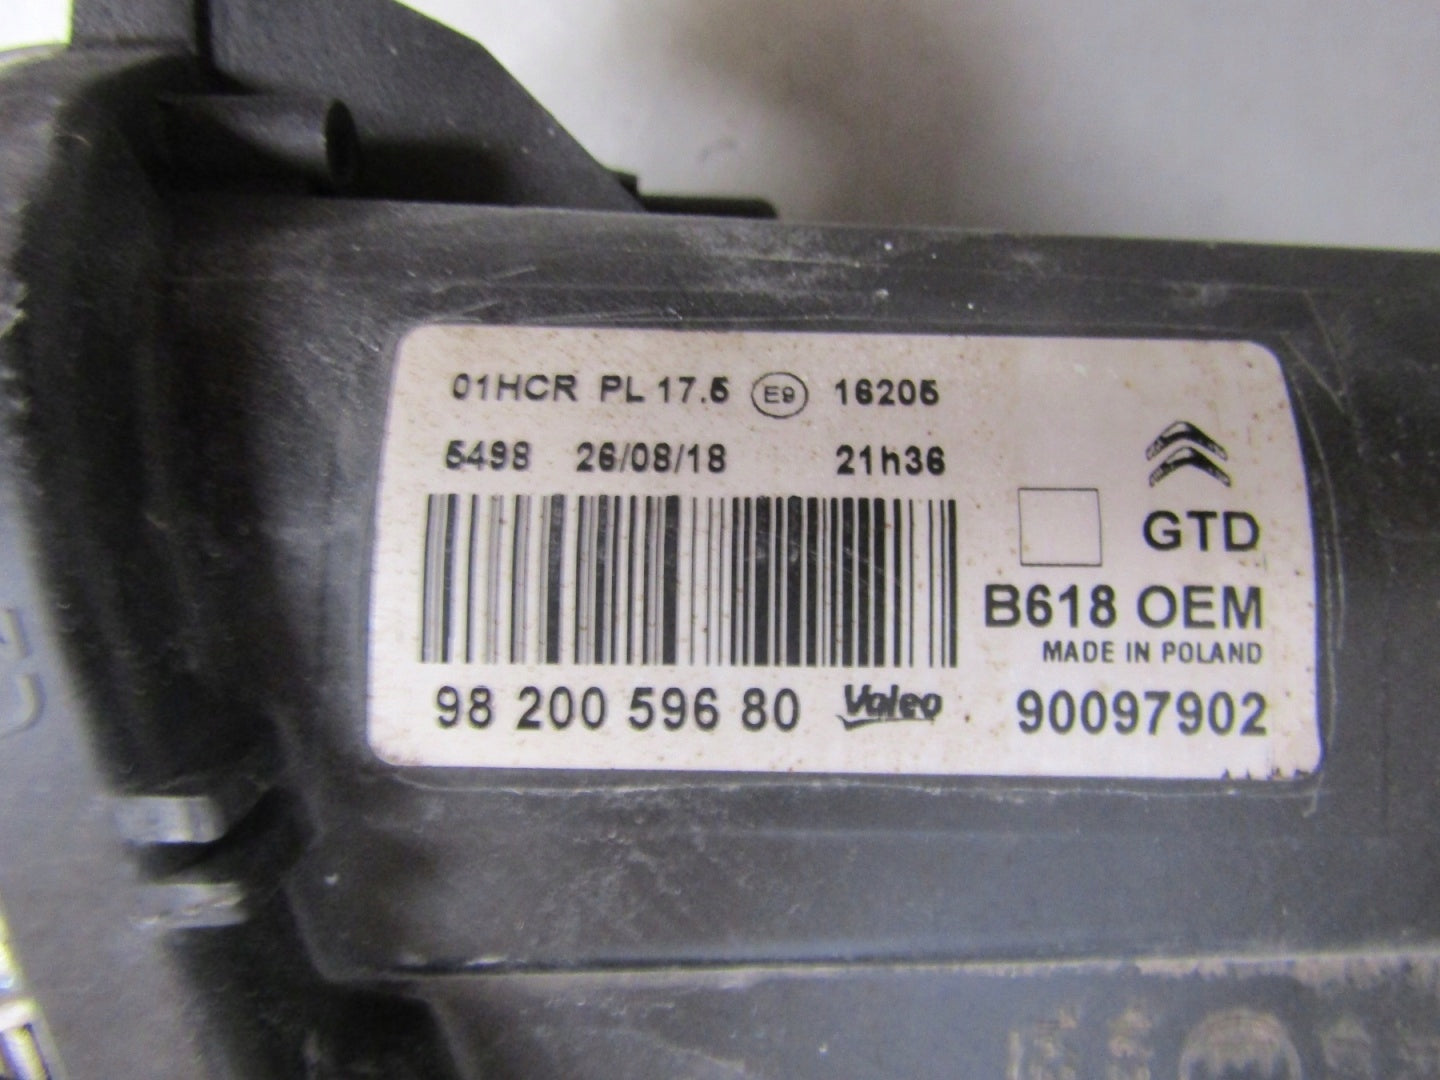 01HCR PL 17.5 E9 16205
5498 26/08/18 21h36
GTD
B618 OEM
MADE IN POLAND
98 200 596 80 Valeo 90097902